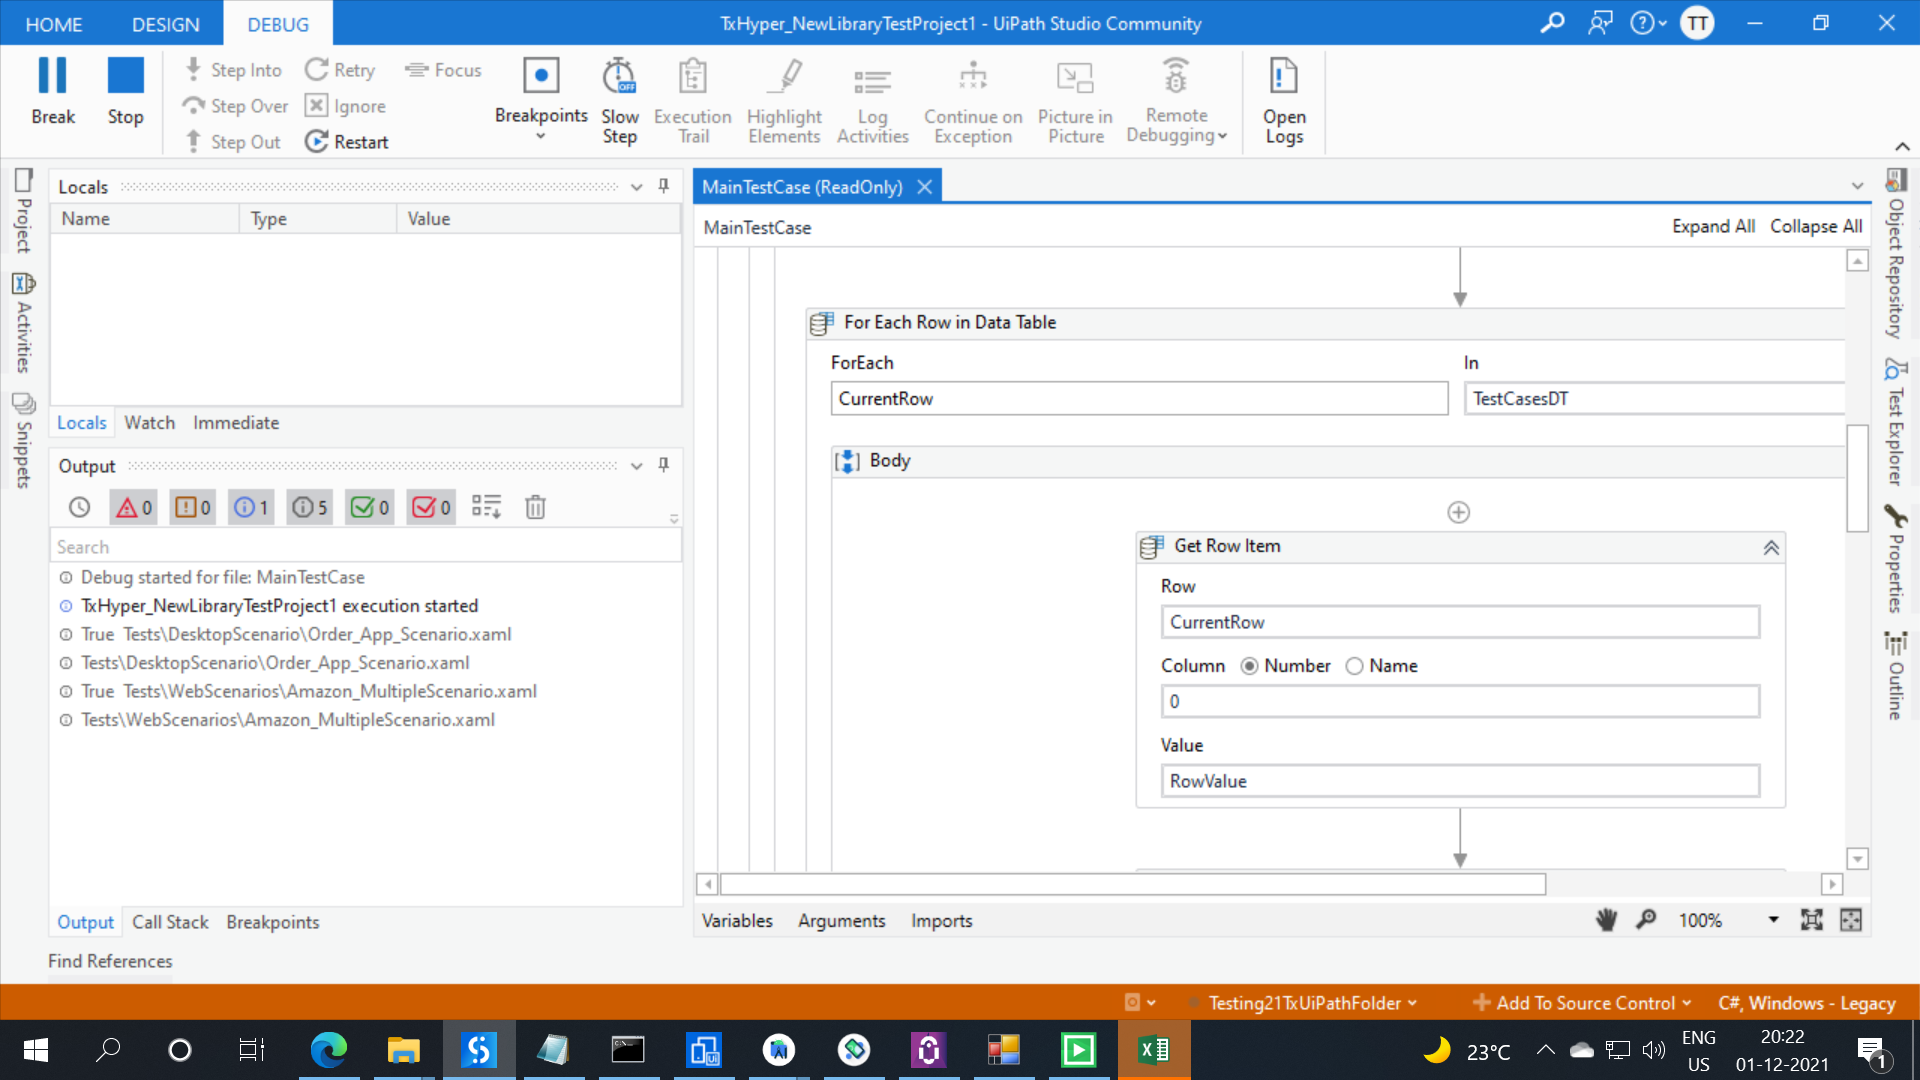 HOME DESIGN DEBUG
TxHyper_NewLibraryTestProject1 - UiPath Studio Community
TT
Break
Stop
Step Into
Step Over
Step Out
Retry
Ignore
Restart
Focus
Breakpoints
Slow Step
OFF
Execution Trail
Highlight Elements
Log Activities
Continue on Exception
Picture in Picture
Remote Debugging
Open Logs
Project
Activities
Snippets
Locals
Name Type Value
Locals Watch Immediate
Output
0 0 1 5 0 0
Search
Debug started for file: MainTestCase
TxHyper_NewLibraryTestProject1 execution started
True Tests\DesktopScenario\Order_App_Scenario.xaml
Tests\DesktopScenario\Order_App_Scenario.xaml
True Tests\WebScenarios\Amazon_MultipleScenario.xaml
Tests\WebScenarios\Amazon_MultipleScenario.xaml
Output Call Stack Breakpoints
Find References
MainTestCase (ReadOnly)
MainTestCase
Expand All Collapse All
For Each Row in Data Table
ForEach In
CurrentRow TestCasesDT
Body
Get Row Item
Row
CurrentRow
Column Number Name
0
Value
RowValue
Variables Arguments Imports
100%
Object Repository
Test Explorer
Properties
Outline
Testing21TxUiPathFolder
Add To Source Control
C#, Windows - Legacy
23°C
ENG
US
20:22
01-12-2021
1